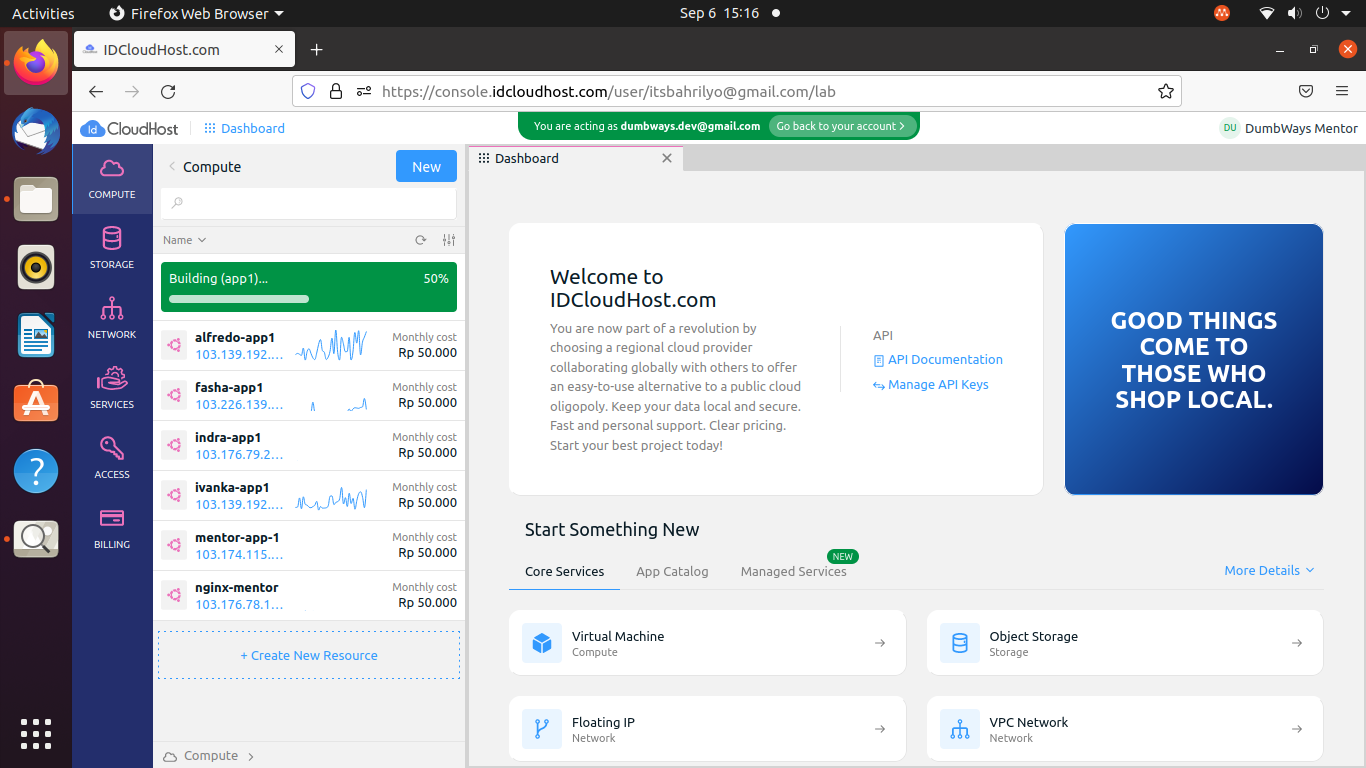 Activities
Firefox Web Browser
Sep 6 15:16
IDCloudHost.com
https://console.idcloudhost.com/user/itsbahrilyo@gmail.com/lab
Id CloudHost
Dashboard
You are acting as dumbways.dev@gmail.com
Go back to your account
DU
DumbWays Mentor
COMPUTE
STORAGE
NETWORK
SERVICES
ACCESS
BILLING
Compute
New
Name
Building (app1)... 50%
alfredo-app1 Monthly cost
103.139.192.... Rp 50.000
fasha-app1 Monthly cost
103.226.139.... Rp 50.000
indra-app1 Monthly cost
103.176.79.2... Rp 50.000
ivanka-app1 Monthly cost
103.139.192.... Rp 50.000
mentor-app-1 Monthly cost
103.174.115.... Rp 50.000
nginx-mentor Monthly cost
103.176.78.1... Rp 50.000
+ Create New Resource
Compute
Dashboard
Welcome to
IDCloudHost.com
You are now part of a revolution by
choosing a regional cloud provider
collaborating globally with others to offer
an easy-to-use alternative to a public cloud
oligopoly. Keep your data local and secure.
Fast and personal support. Clear pricing.
Start your best project today!
API
API Documentation
Manage API Keys
GOOD THINGS
COME TO
THOSE WHO
SHOP LOCAL.
Start Something New
Core Services
App Catalog
Managed Services
NEW
More Details
Virtual Machine
Compute
Object Storage
Storage
Floating IP
Network
VPC Network
Network